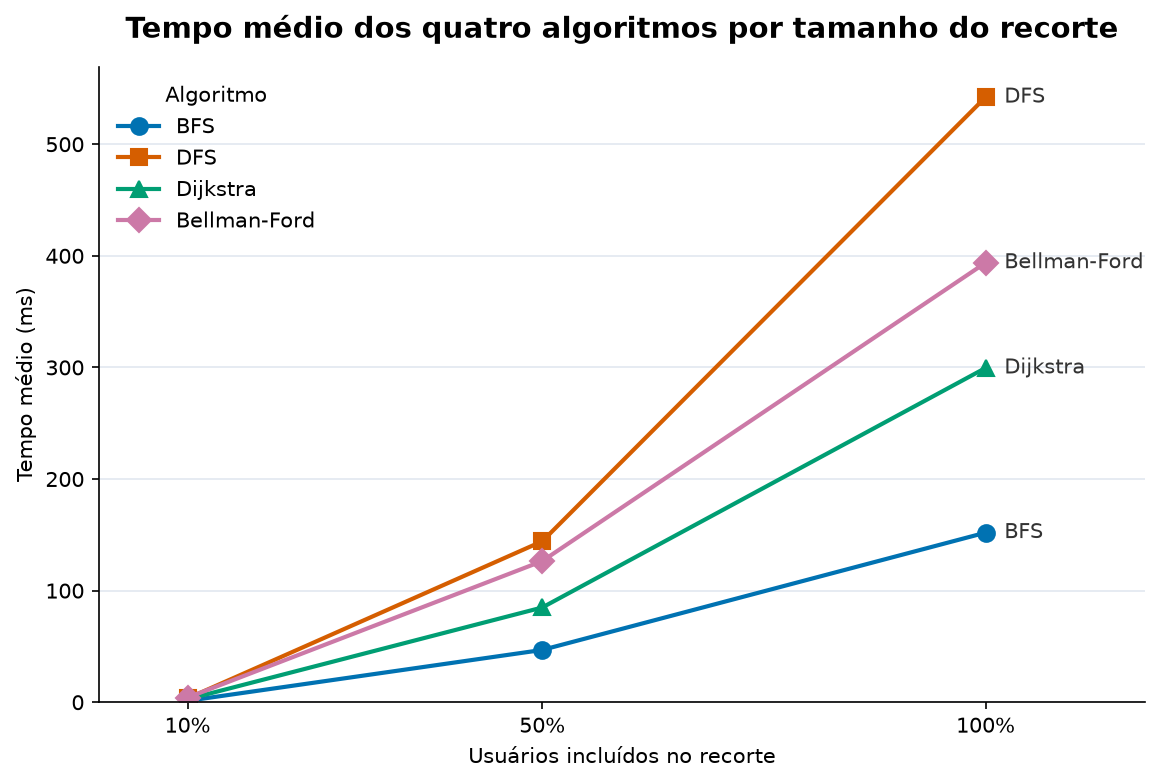 Tempo médio dos quatro algoritmos por tamanho do recorte
Algoritmo
BFS
DFS
Dijkstra
Bellman-Ford
DFS
Bellman-Ford
Dijkstra
BFS
Tempo médio (ms)
500
400
300
200
100
0
10%
50%
100%
Usuários incluídos no recorte